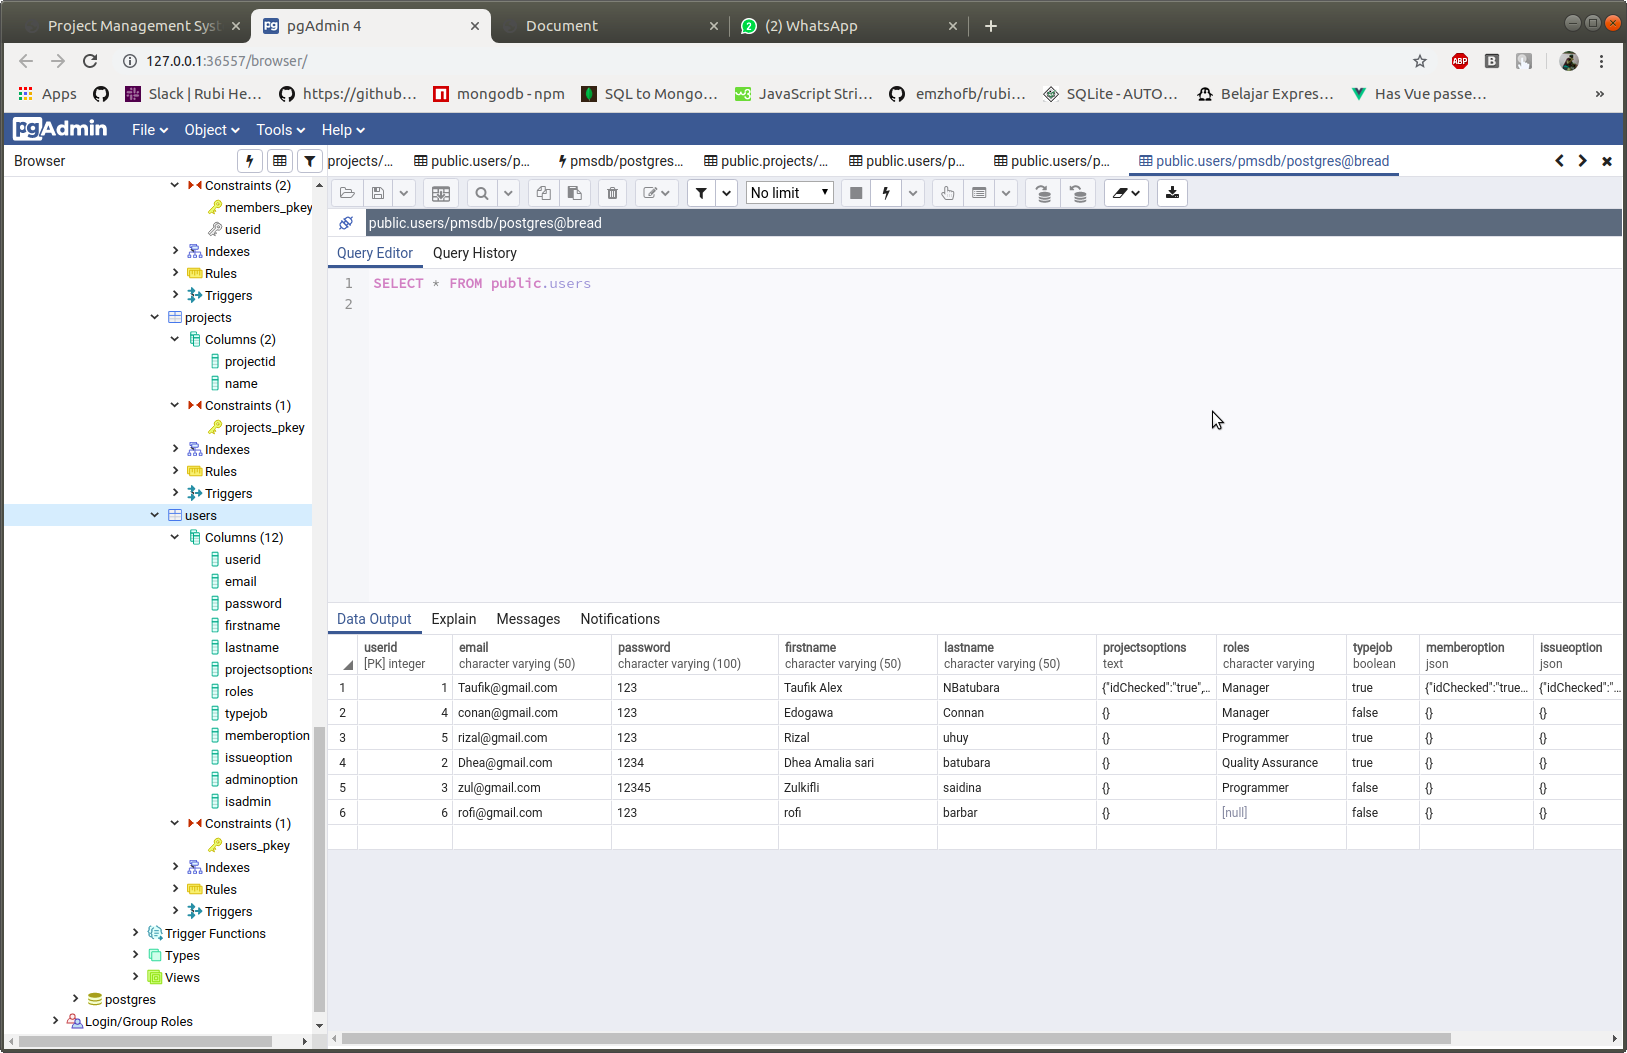 Project Management Syst
pgAdmin 4
Document
(2) WhatsApp
127.0.0.1:36557/browser/
ABP
B
Apps
Slack | Rubi He...
https://github...
mongodb - npm
SQL to Mongo...
JavaScript Stri...
emzhofb/rubi...
SQLite - AUTO...
Belajar Expres...
Has Vue passe...
»
pgAdmin
File
Object
Tools
Help
Browser
projects/...
public.users/p...
pmsdb/postgres...
public.projects/...
public.users/p...
public.users/p...
public.users/pmsdb/postgres@bread
No limit
public.users/pmsdb/postgres@bread
Query Editor
Query History
1 SELECT * FROM public.users
2
Constraints (2)
members_pkey
userid
Indexes
Rules
Triggers
projects
Columns (2)
projectid
name
Constraints (1)
projects_pkey
Indexes
Rules
Triggers
users
Columns (12)
userid
email
password
firstname
lastname
projectsoptions
roles
typejob
memberoption
issueoption
adminoption
isadmin
Constraints (1)
users_pkey
Indexes
Rules
Triggers
Trigger Functions
Types
Views
postgres
Login/Group Roles
Data Output
Explain
Messages
Notifications
userid email password firstname lastname projectsoptions roles typejob memberoption issueoption
[PK] integer character varying (50) character varying (100) character varying (50) character varying (50) text character varying boolean json json
1 1 Taufik@gmail.com 123 Taufik Alex NBatubara {"idChecked":"true",... Manager true {"idChecked":"true... {"idChecked":"...
2 4 conan@gmail.com 123 Edogawa Connan {} Manager false {} {}
3 5 rizal@gmail.com 123 Rizal uhuy {} Programmer true {} {}
4 2 Dhea@gmail.com 1234 Dhea Amalia sari batubara {} Quality Assurance true {} {}
5 3 zul@gmail.com 12345 Zulkifli saidina {} Programmer false {} {}
6 6 rofi@gmail.com 123 rofi barbar {} [null] false {} {}